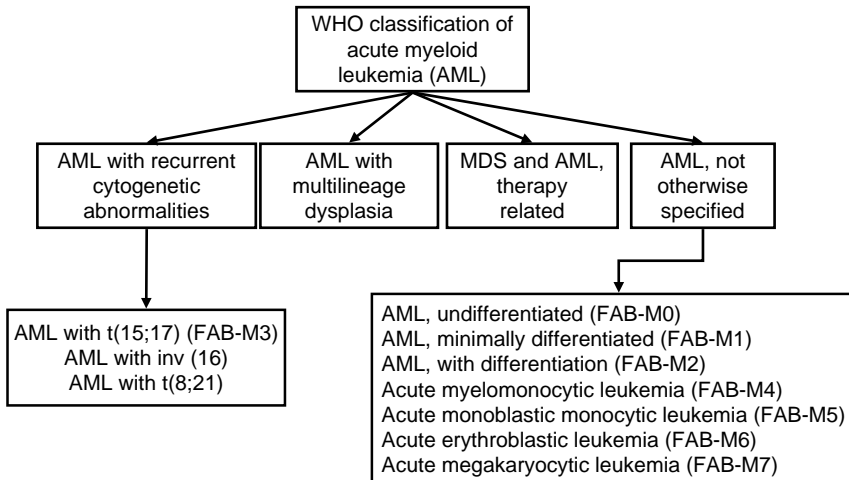 WHO classification of
acute myeloid
leukemia (AML)
AML with recurrent
cytogenetic
abnormalities
AML with
multilineage
dysplasia
MDS and AML,
therapy
related
AML, not
otherwise
specified
AML with t(15;17) (FAB-M3)
AML with inv (16)
AML with t(8;21)
AML, undifferentiated (FAB-M0)
AML, minimally differentiated (FAB-M1)
AML, with differentiation (FAB-M2)
Acute myelomonocytic leukemia (FAB-M4)
Acute monoblastic monocytic leukemia (FAB-M5)
Acute erythroblastic leukemia (FAB-M6)
Acute megakaryocytic leukemia (FAB-M7)